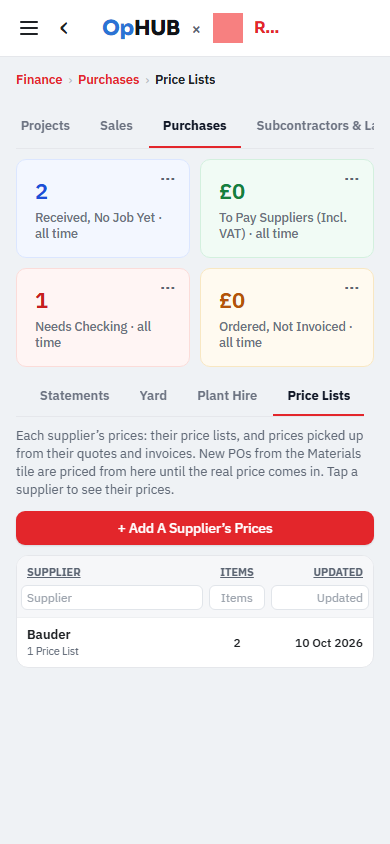 OpHUB × R...
Finance › Purchases › Price Lists
Projects Sales Purchases Subcontractors & La
2
Received, No Job Yet ·
all time
£0
To Pay Suppliers (Incl.
VAT) · all time
1
Needs Checking · all
time
£0
Ordered, Not Invoiced ·
all time
Statements Yard Plant Hire Price Lists
Each supplier’s prices: their price lists, and prices picked up
from their quotes and invoices. New POs from the Materials
tile are priced from here until the real price comes in. Tap a
supplier to see their prices.
+ Add A Supplier’s Prices
SUPPLIER ITEMS UPDATED
Supplier Items Updated
Bauder 2 10 Oct 2026
1 Price List